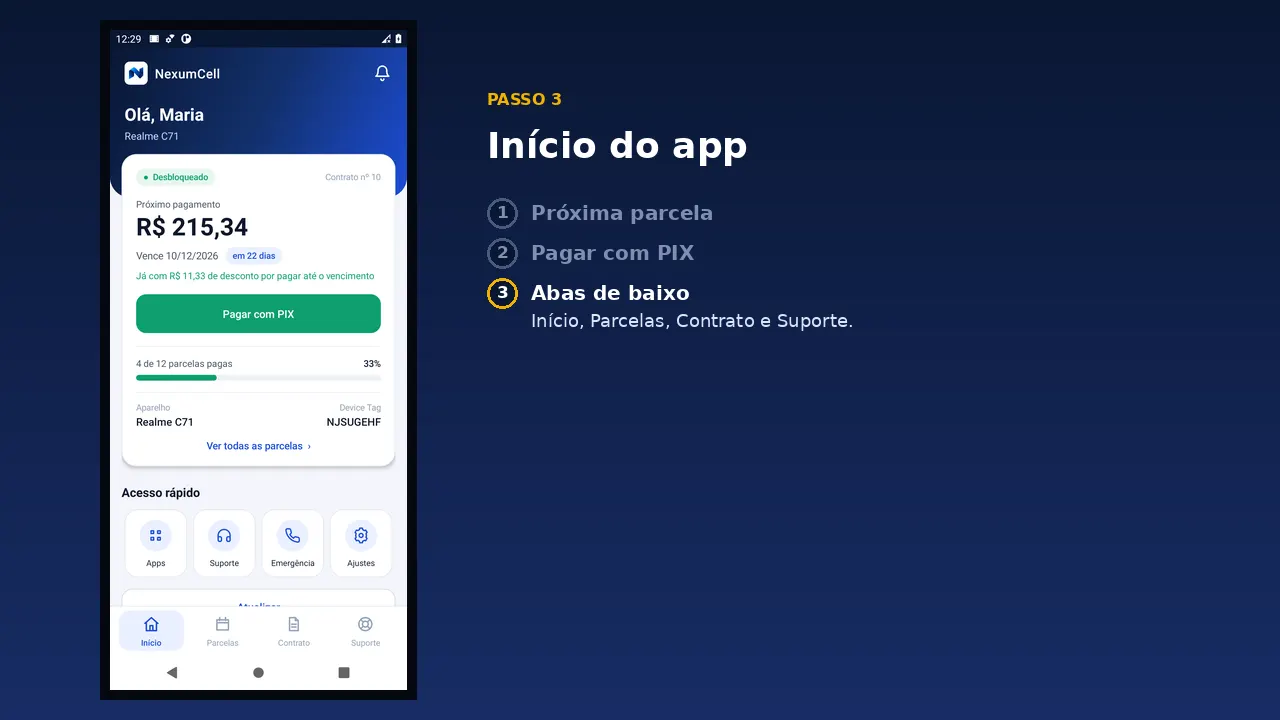 12:29
NexumCell
Olá, Maria
Realme C71
Desbloqueado
Contrato nº 10
Próximo pagamento
R$ 215,34
Vence 10/12/2026 em 22 dias
Já com R$ 11,33 de desconto por pagar até o vencimento
Pagar com PIX
4 de 12 parcelas pagas 33%
Aparelho Device Tag
Realme C71 NJSUGEHF
Ver todas as parcelas ›
Acesso rápido
Apps Suporte Emergência Ajustes
Atualizar
Início Parcelas Contrato Suporte
PASSO 3
Início do app
1 Próxima parcela
2 Pagar com PIX
3 Abas de baixo
Início, Parcelas, Contrato e Suporte.